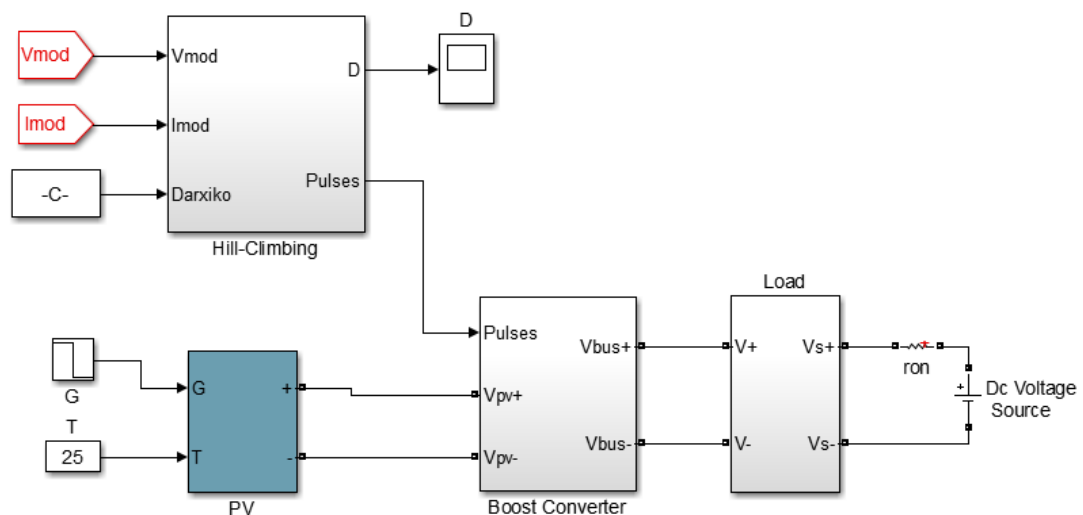 D
Vmod
Vmod
D
Imod
Imod
-C-
Darxiko
Pulses
Hill-Climbing
Load
Pulses
Vbus+
V+
Vs+
ron
+
Dc Voltage
Source
G
G
+
Vpv+
T
25
T
-
Vpv-
Vbus-
V-
Vs-
PV
Boost Converter